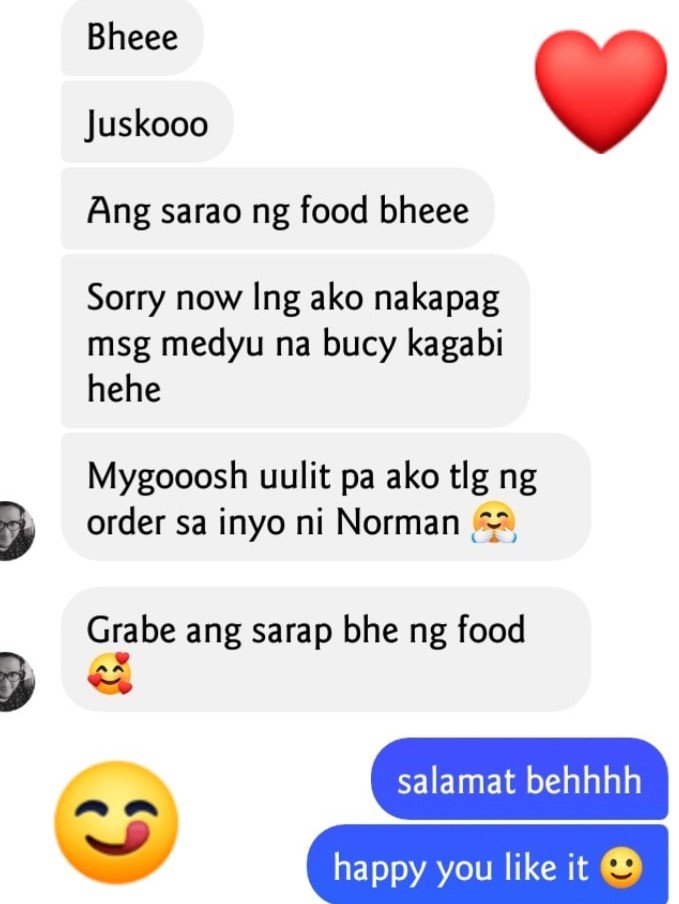 Bheee
Juskooo
Ang sarao ng food bheee
Sorry now lng ako nakapag
msg medyu na bucy kagabi
hehe
Mygooosh uulit pa ako tlg ng
order sa inyo ni Norman 🤗
Grabe ang sarap bhe ng food
🥰
salamat behhhh
happy you like it 🙂